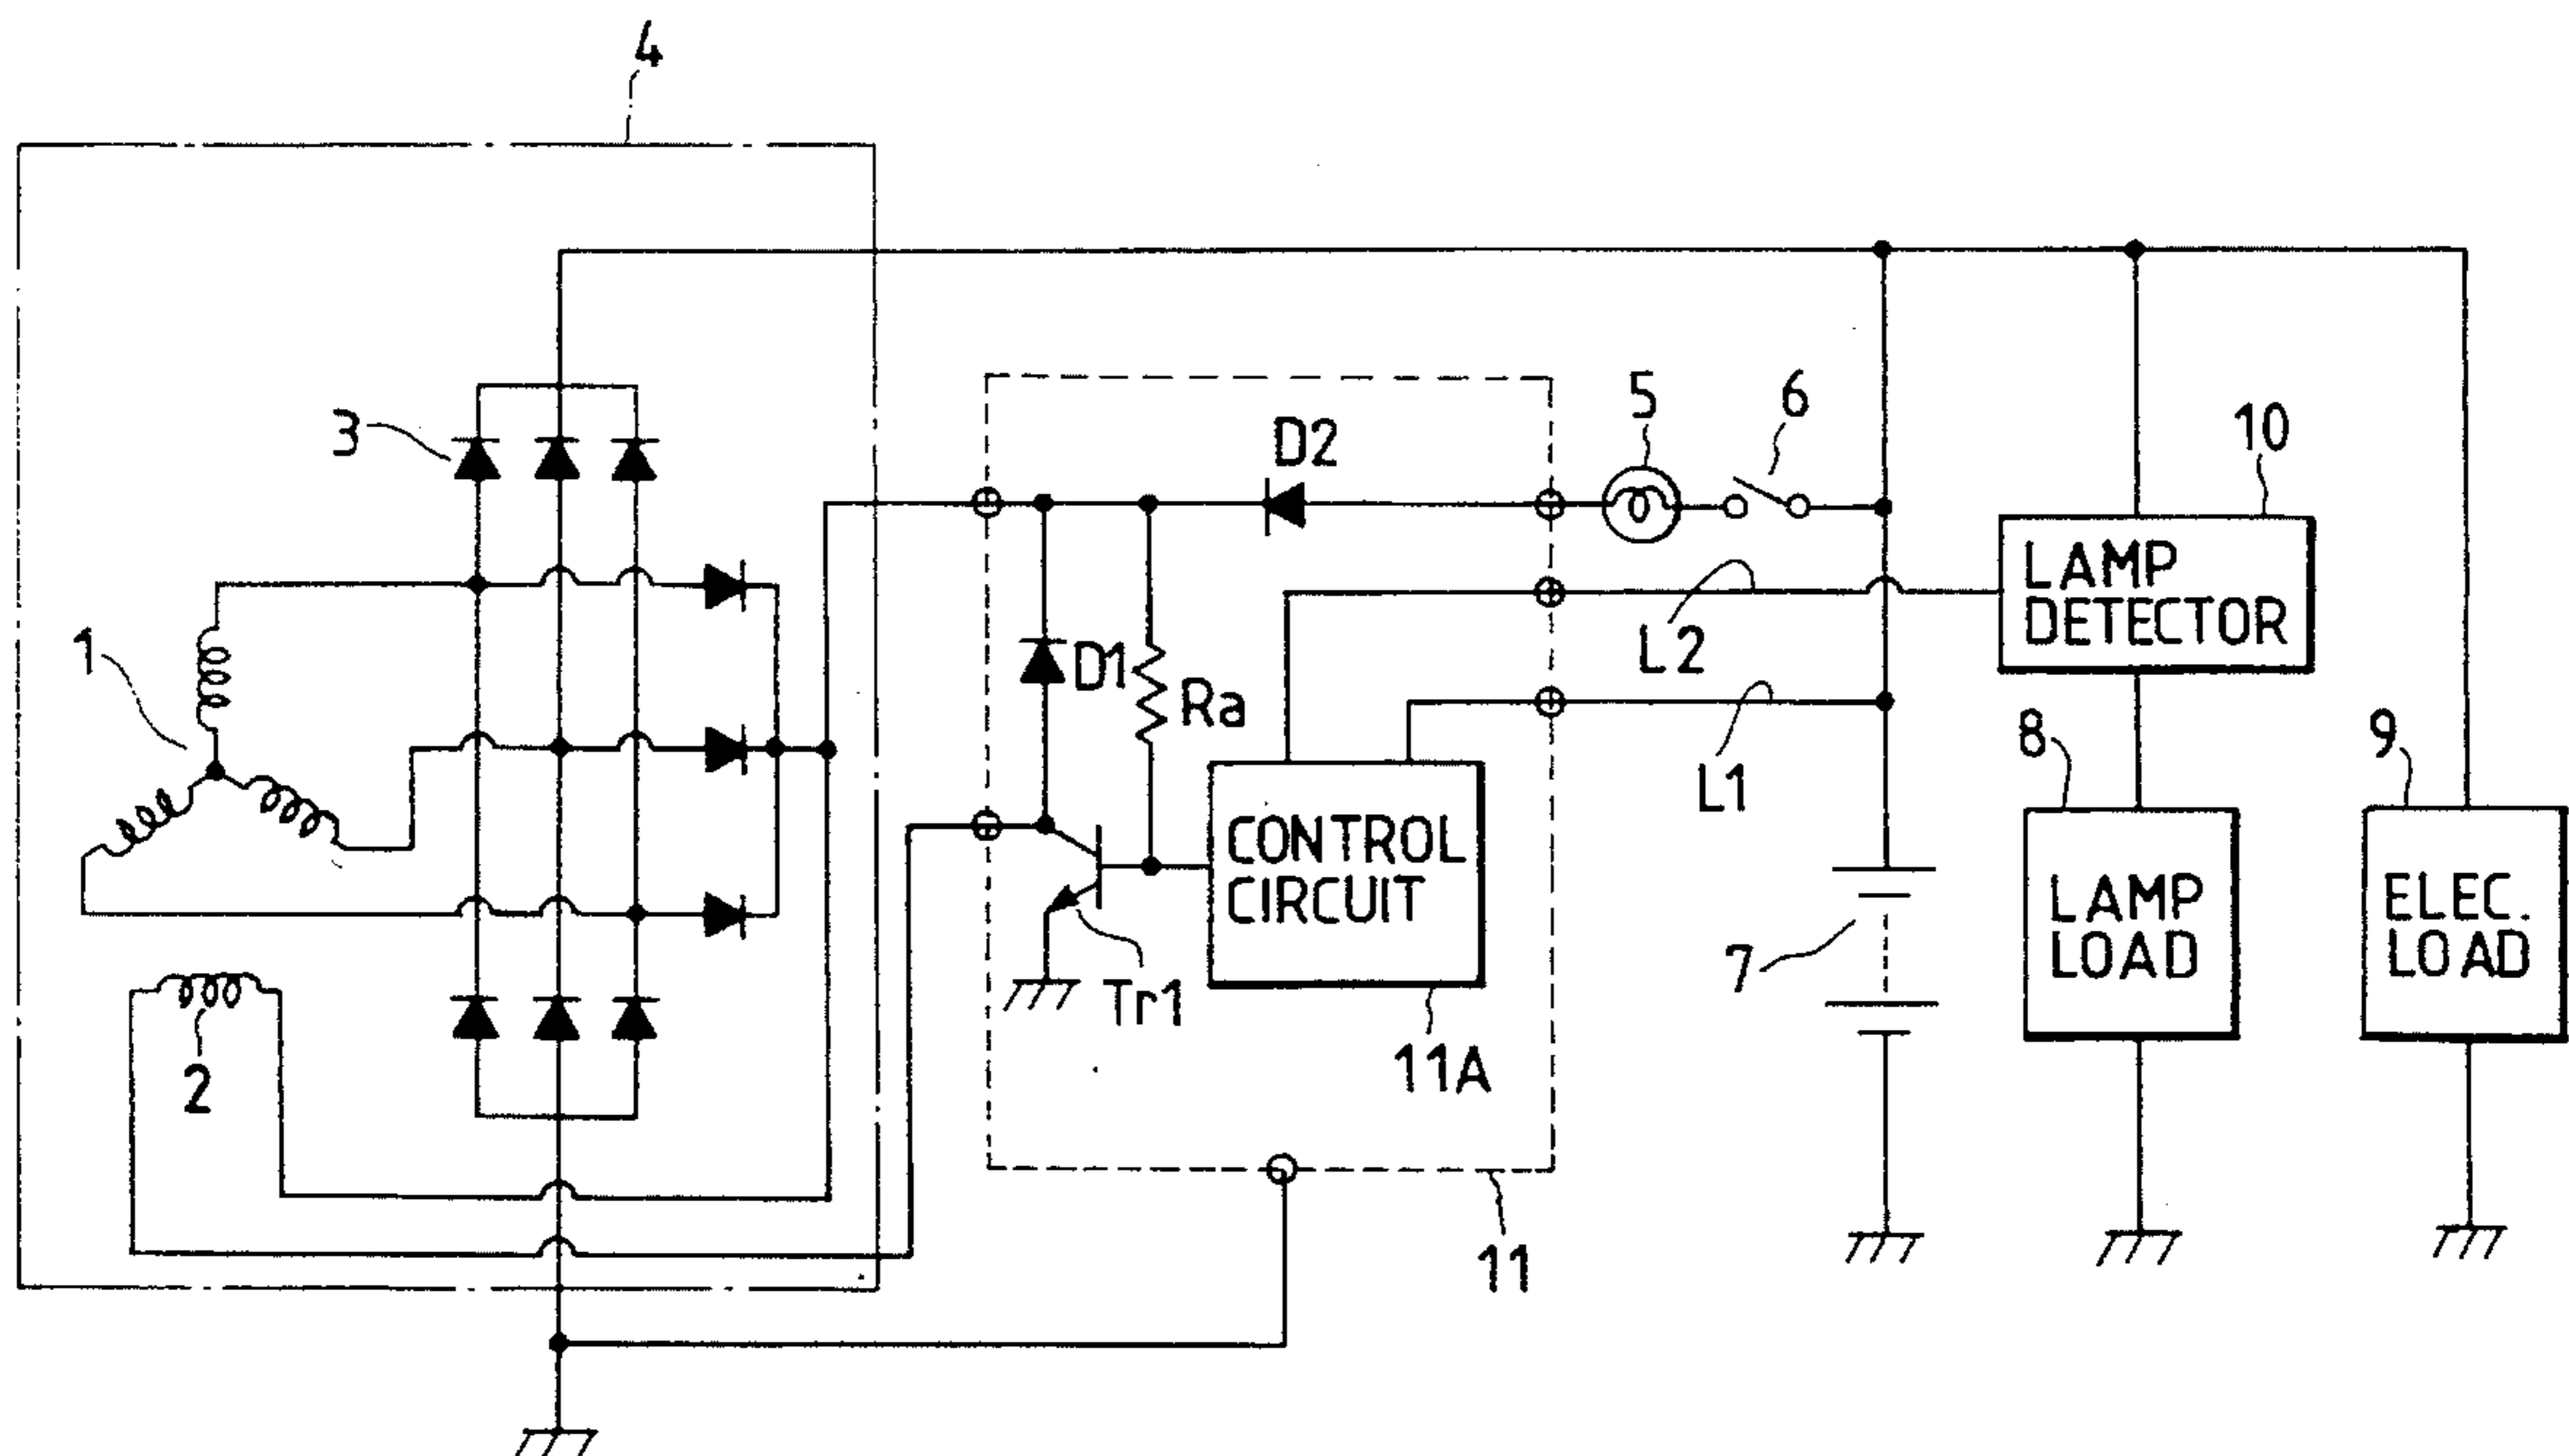 4
3
5
6
10
D2
LAMP
DETECTOR
1
D1
Ra
L2
L1
8
9
CONTROL
CIRCUIT
LAMP
LOAD
ELEC.
LOAD
7
Tr1
2
11A
11